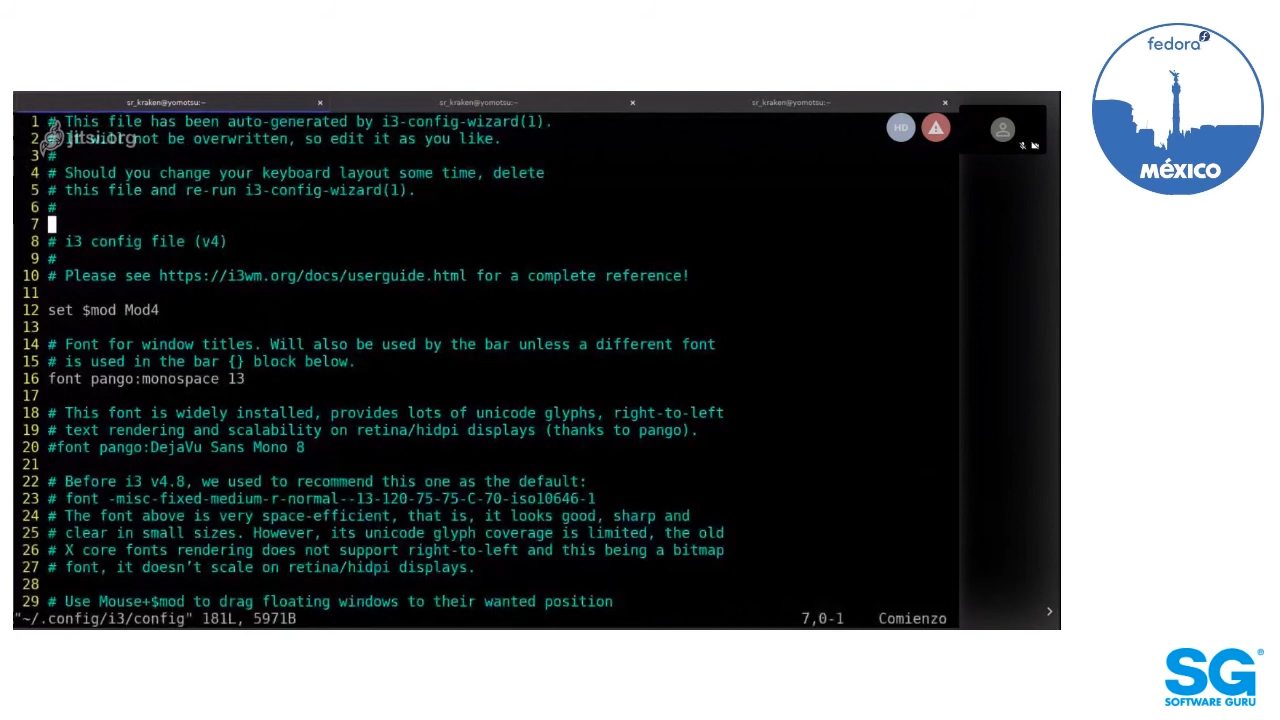 fedora
MÉXICO
sr_kraken@yomotsu:~ × sr_kraken@yomotsu:~ × sr_kraken@yomotsu:~ ×
jitsi.org
HD
1 # This file has been auto-generated by i3-config-wizard(1).
2 # It will not be overwritten, so edit it as you like.
3 #
4 # Should you change your keyboard layout some time, delete
5 # this file and re-run i3-config-wizard(1).
6 #
7
8 # i3 config file (v4)
9 #
10 # Please see https://i3wm.org/docs/userguide.html for a complete reference!
11
12 set $mod Mod4
13
14 # Font for window titles. Will also be used by the bar unless a different font
15 # is used in the bar {} block below.
16 font pango:monospace 13
17
18 # This font is widely installed, provides lots of unicode glyphs, right-to-left
19 # text rendering and scalability on retina/hidpi displays (thanks to pango).
20 #font pango:DejaVu Sans Mono 8
21
22 # Before i3 v4.8, we used to recommend this one as the default:
23 # font -misc-fixed-medium-r-normal--13-120-75-75-C-70-iso10646-1
24 # The font above is very space-efficient, that is, it looks good, sharp and
25 # clear in small sizes. However, its unicode glyph coverage is limited, the old
26 # X core fonts rendering does not support right-to-left and this being a bitmap
27 # font, it doesn’t scale on retina/hidpi displays.
28
29 # Use Mouse+$mod to drag floating windows to their wanted position
"~/.config/i3/config" 181L, 5971B 7,0-1 Comienzo
SG®
SOFTWARE GURU